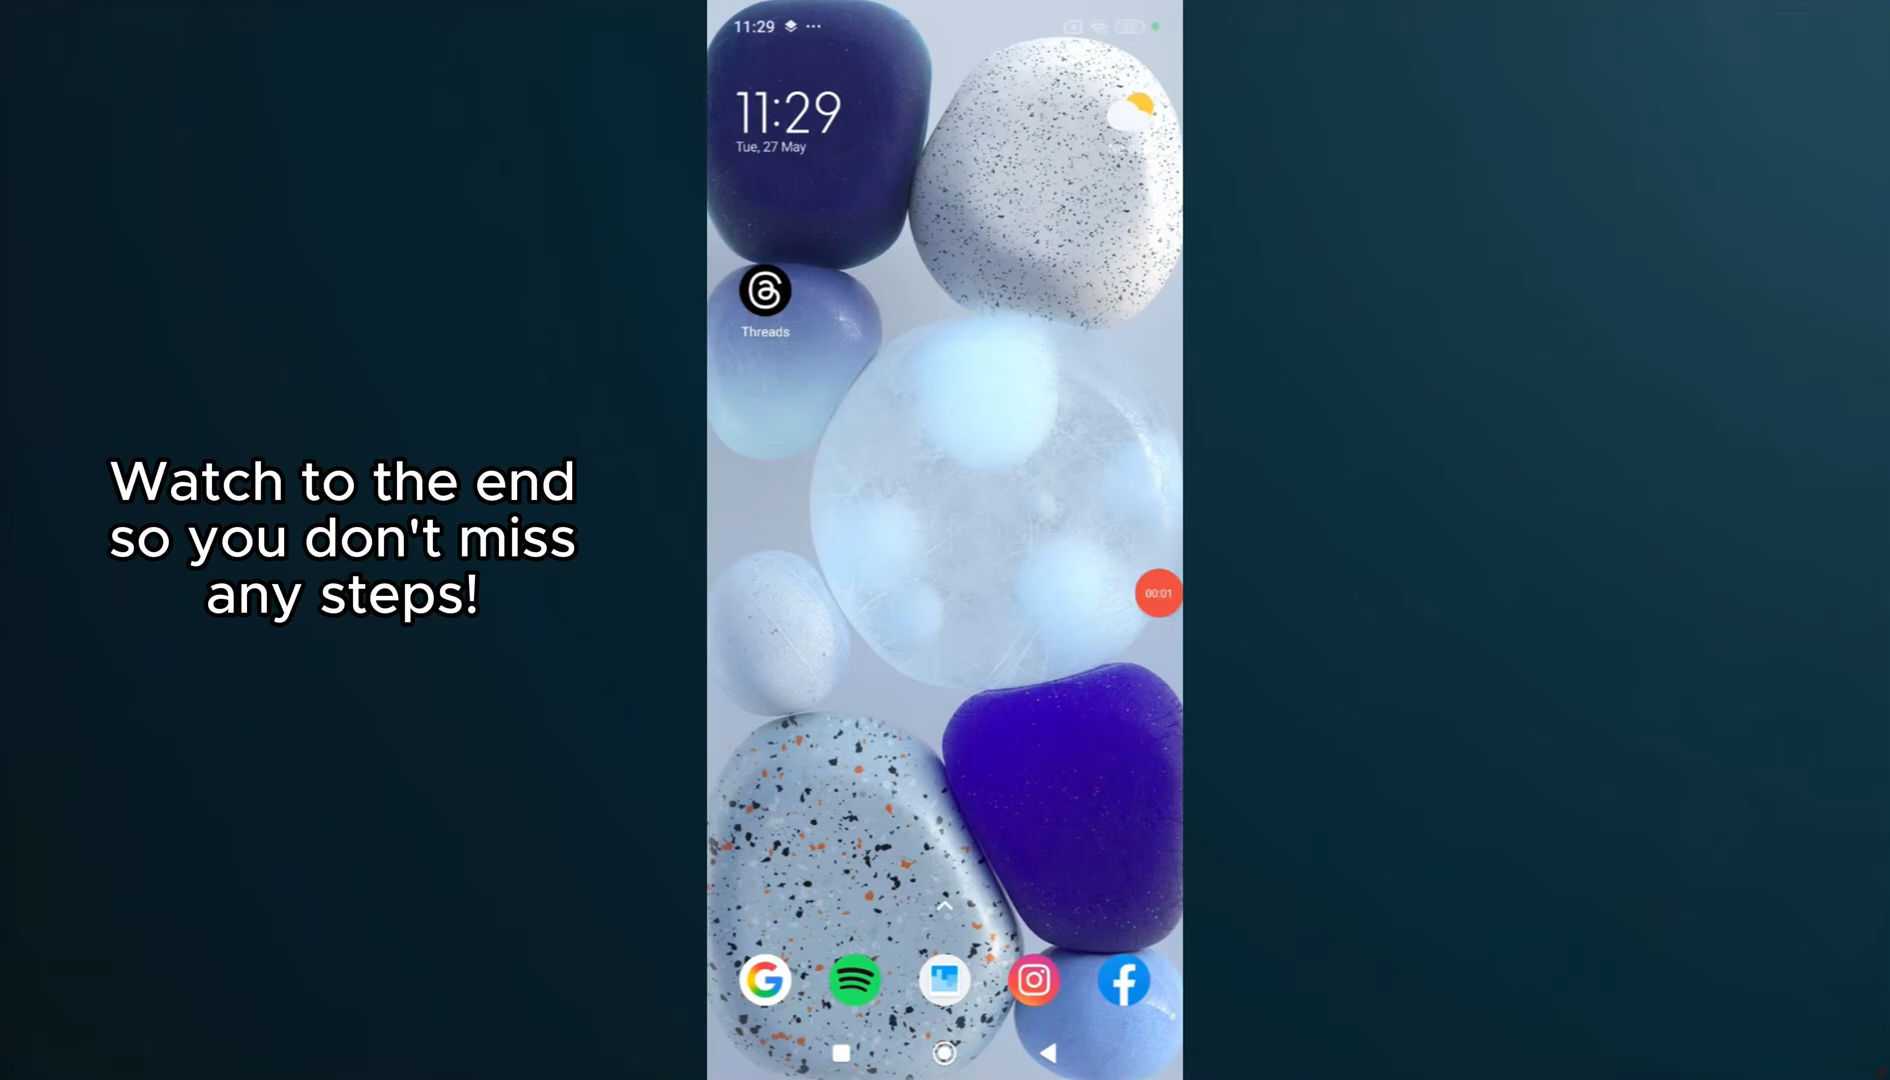 11:29
11:29
Tue, 27 May
Threads
Watch to the end
so you don't miss
any steps!
00:01